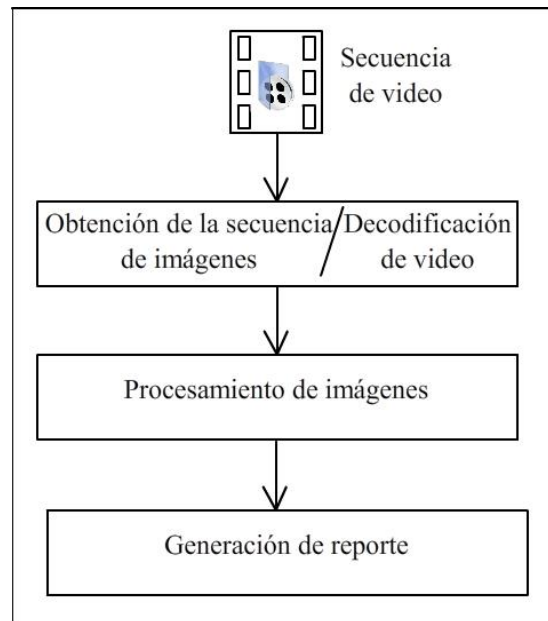 Secuencia
de video
Obtención de la secuencia / Decodificación
de imágenes de video
Procesamiento de imágenes
Generación de reporte